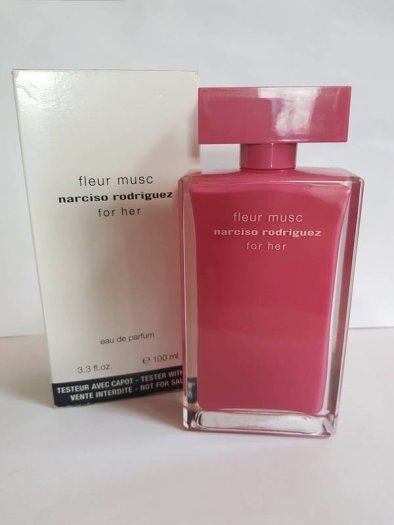 fleur musc
narciso rodriguez
for her
eau de parfum
3.3 fl.oz. ℮ 100 ml
TESTEUR AVEC CAPOT - TESTER WITH
VENTE INTERDITE - NOT FOR SA
fleur musc
narciso rodriguez
for her